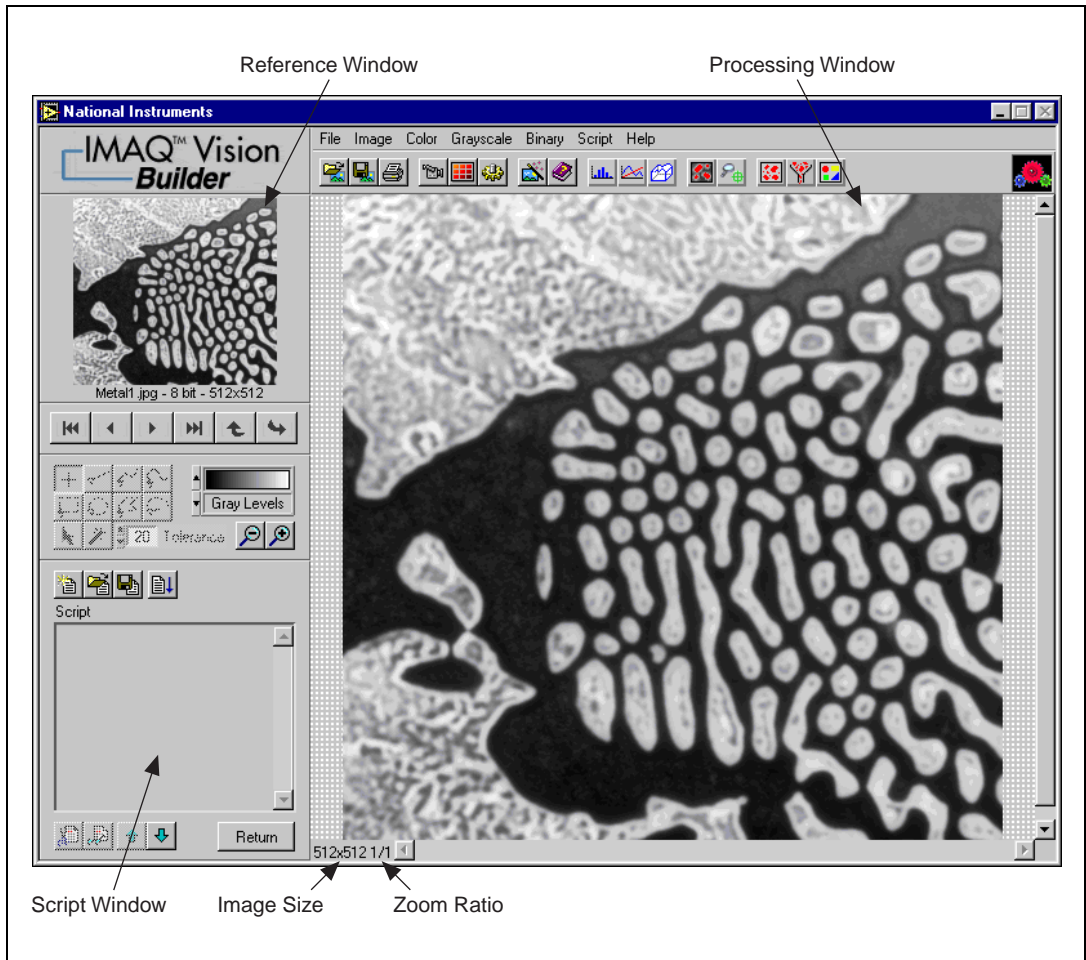 Reference Window
Processing Window
National Instruments
IMAQ™ Vision
Builder
File Image Color Grayscale Binary Script Help
Metal1.jpg - 8 bit - 512x512
Gray Levels
20 Tolerance
Script
Return
512x512 1/1
Script Window
Image Size
Zoom Ratio